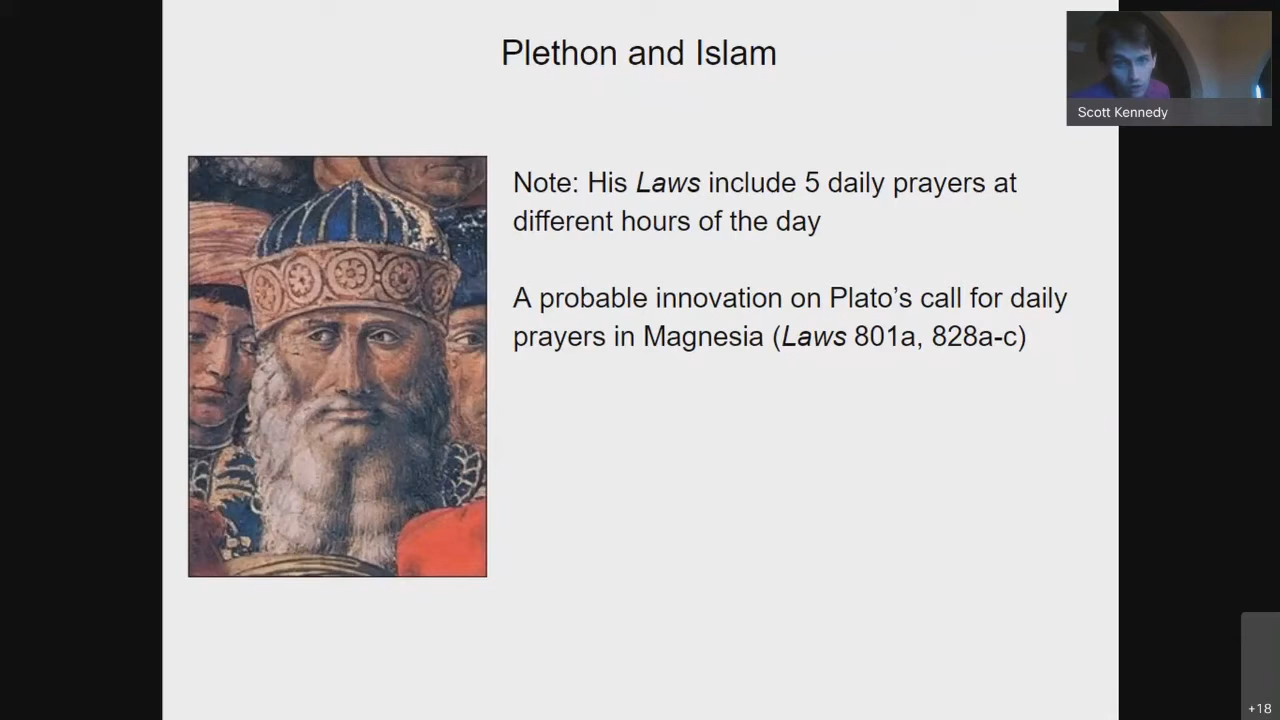 Plethon and Islam
Scott Kennedy
Note: His Laws include 5 daily prayers at
different hours of the day
A probable innovation on Plato’s call for daily
prayers in Magnesia (Laws 801a, 828a-c)
+18